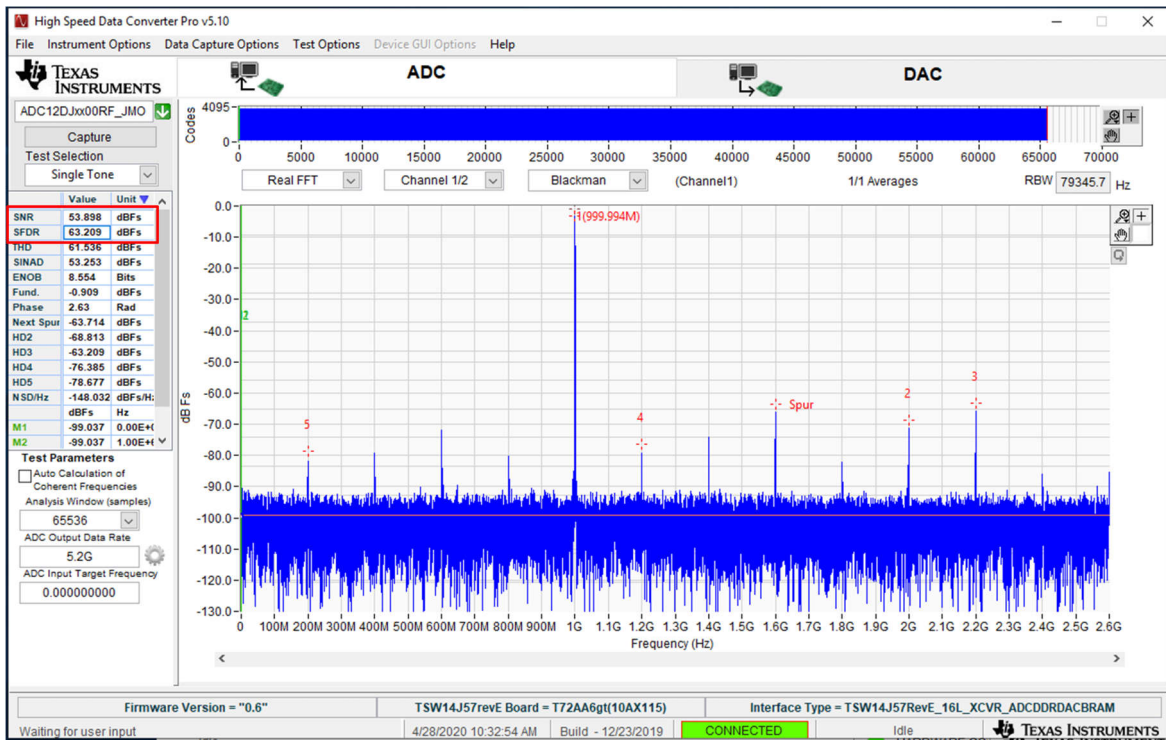 High Speed Data Converter Pro v5.10
File Instrument Options Data Capture Options Test Options Device GUI Options Help
TEXAS INSTRUMENTS
ADC
DAC
ADC12DJxx00RF_JMO
Capture
Test Selection
Single Tone
Value Unit
SNR 53.898 dBFs
SFDR 63.209 dBFs
THD 61.536 dBFs
SINAD 53.253 dBFs
ENOB 8.554 Bits
Fund. -0.909 dBFs
Phase 2.63 Rad
Next Spur -63.714 dBFs
HD2 -68.813 dBFs
HD3 -63.209 dBFs
HD4 -76.385 dBFs
HD5 -78.677 dBFs
NSD/Hz -148.032 dBFs/Hz
dBFs Hz
M1 -99.037 0.00E+0
M2 -99.037 1.00E+6
Test Parameters
Auto Calculation of
Coherent Frequencies
Analysis Window (samples)
65536
ADC Output Data Rate
5.2G
ADC Input Target Frequency
0.000000000
Codes
4095
0
0 5000 10000 15000 20000 25000 30000 35000 40000 45000 50000 55000 60000 65000 70000
Real FFT Channel 1/2 Blackman (Channel1) 1/1 Averages RBW 79345.7 Hz
dBFs
0.0
-10.0
-20.0
-30.0
-40.0
-50.0
-60.0
-70.0
-80.0
-90.0
-100.0
-110.0
-120.0
-130.0
1(999.994M)
5
4
Spur
2
3
0 100M 200M 300M 400M 500M 600M 700M 800M 900M 1G 1.1G 1.2G 1.3G 1.4G 1.5G 1.6G 1.7G 1.8G 1.9G 2G 2.1G 2.2G 2.3G 2.4G 2.5G 2.6G
Frequency (Hz)
Firmware Version = "0.6"
TSW14J57revE Board = T72AA6gt(10AX115)
Interface Type = TSW14J57RevE_16L_XCVR_ADCDDRDACBRAM
Waiting for user input
4/28/2020 10:32:54 AM
Build - 12/23/2019
CONNECTED
Idle
TEXAS INSTRUMENTS